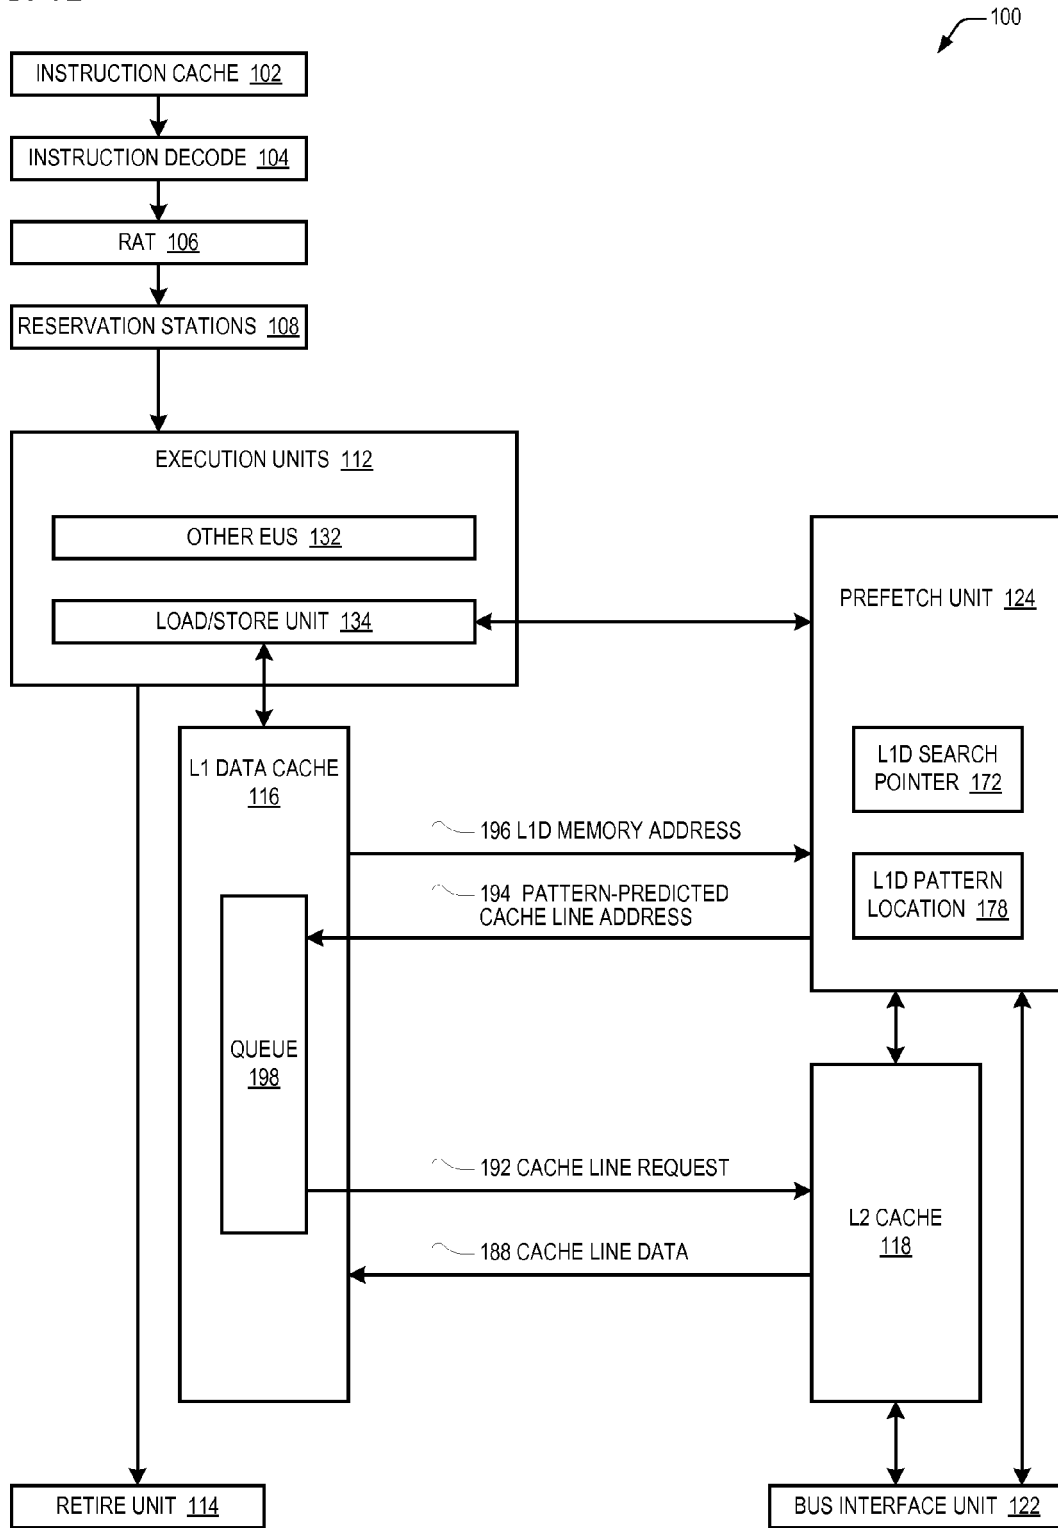 100
INSTRUCTION CACHE 102
INSTRUCTION DECODE 104
RAT 106
RESERVATION STATIONS 108
EXECUTION UNITS 112
OTHER EUS 132
LOAD/STORE UNIT 134
PREFETCH UNIT 124
L1D SEARCH
POINTER 172
L1D PATTERN
LOCATION 178
L1 DATA CACHE
116
196 L1D MEMORY ADDRESS
194 PATTERN-PREDICTED
CACHE LINE ADDRESS
QUEUE
198
192 CACHE LINE REQUEST
188 CACHE LINE DATA
L2 CACHE
118
RETIRE UNIT 114
BUS INTERFACE UNIT 122